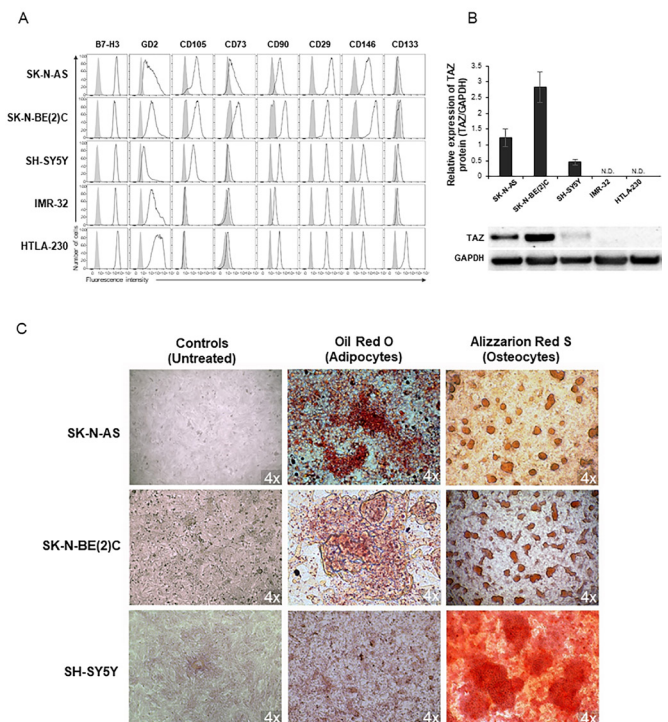 A
B7-H3 GD2 CD105 CD73 CD90 CD29 CD146 CD133
SK-N-AS
SK-N-BE(2)C
SH-SY5Y
IMR-32
HTLA-230
Number of cells
Fluorescence intensity
B
Relative expression of TAZ
protein (TAZ/GAPDH)
3.5
3
2.5
2
1.5
1
0.5
0
N.D. N.D.
SK-N-AS
SK-N-BE(2)C
SH-SY5Y
IMR-32
HTLA-230
TAZ
GAPDH
C
Controls
(Untreated)
Oil Red O
(Adipocytes)
Alizzarion Red S
(Osteocytes)
SK-N-AS
4x 4x 4x
SK-N-BE(2)C
4x 4x 4x
SH-SY5Y
4x 4x 4x